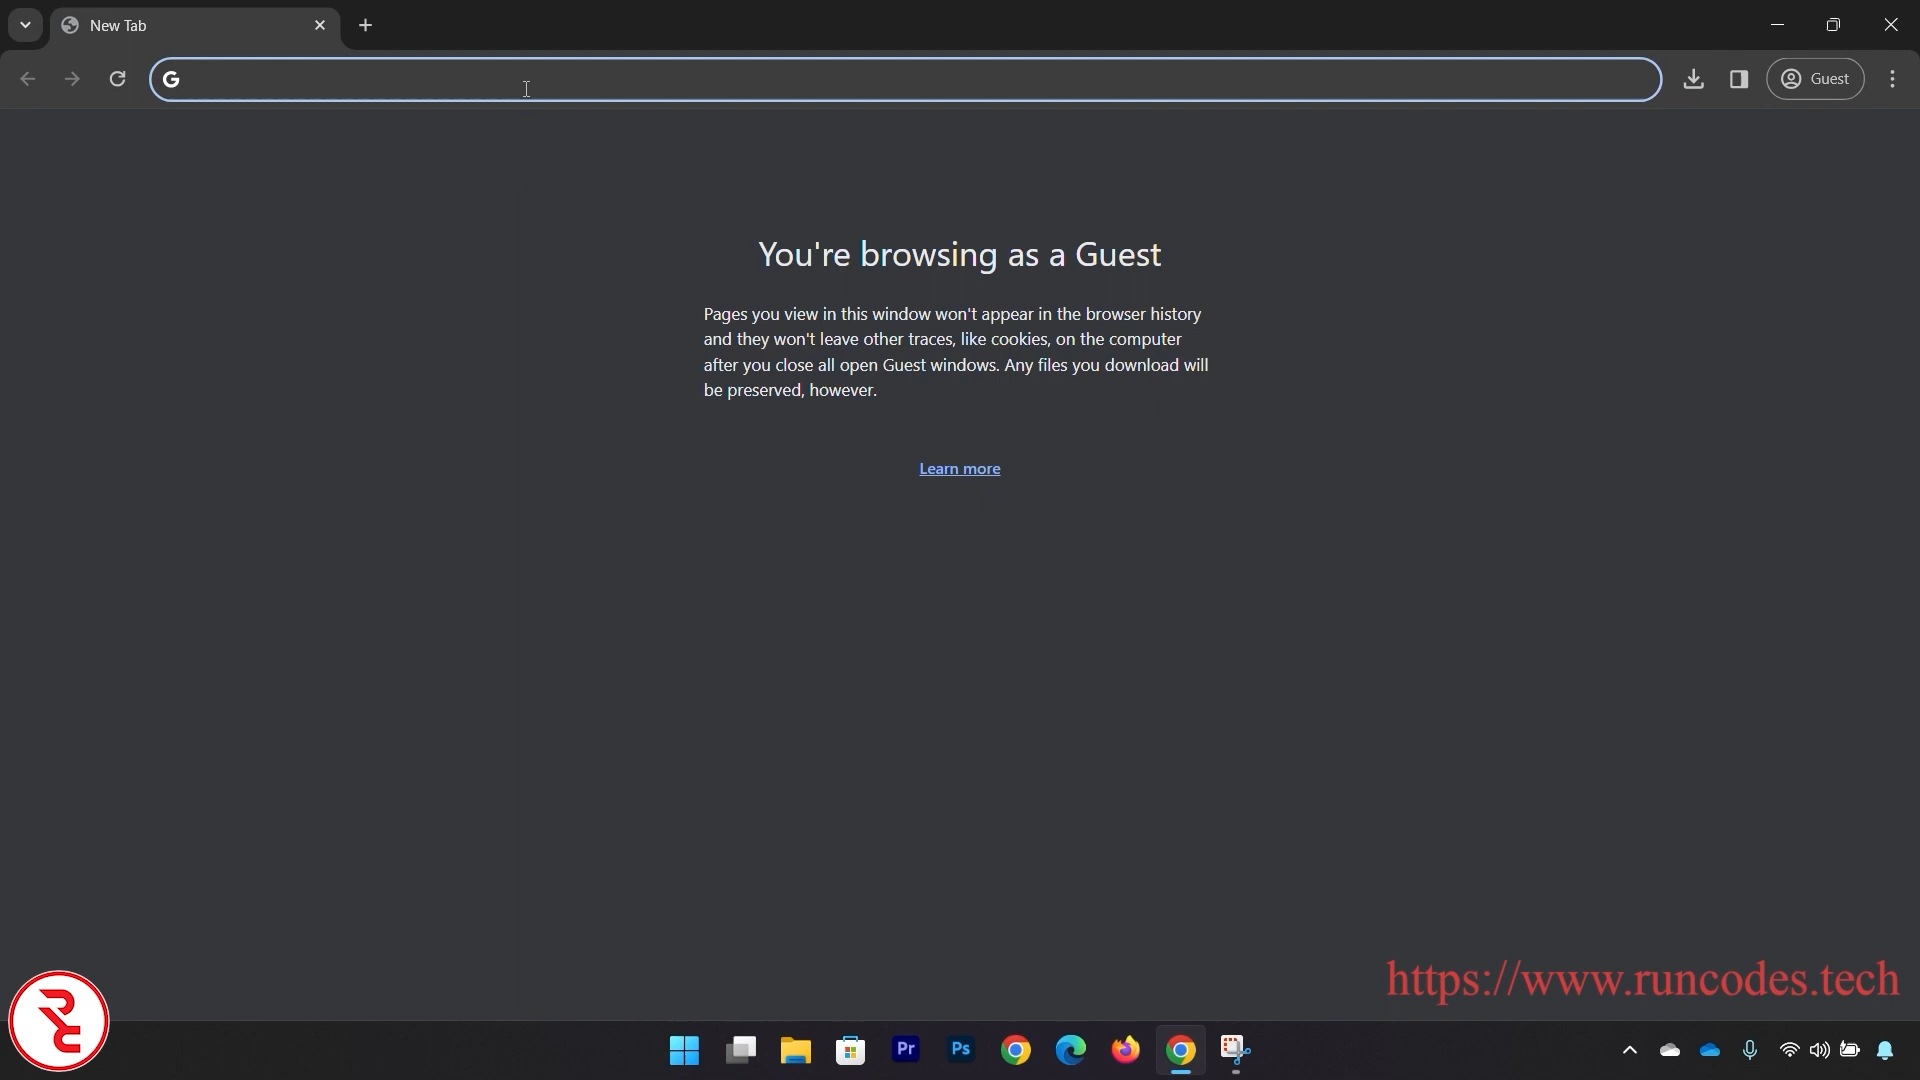 New Tab
Guest
You're browsing as a Guest
Pages you view in this window won't appear in the browser history
and they won't leave other traces, like cookies, on the computer
after you close all open Guest windows. Any files you download will
be preserved, however.
Learn more
https://www.runcodes.tech
RC
Pr
Ps